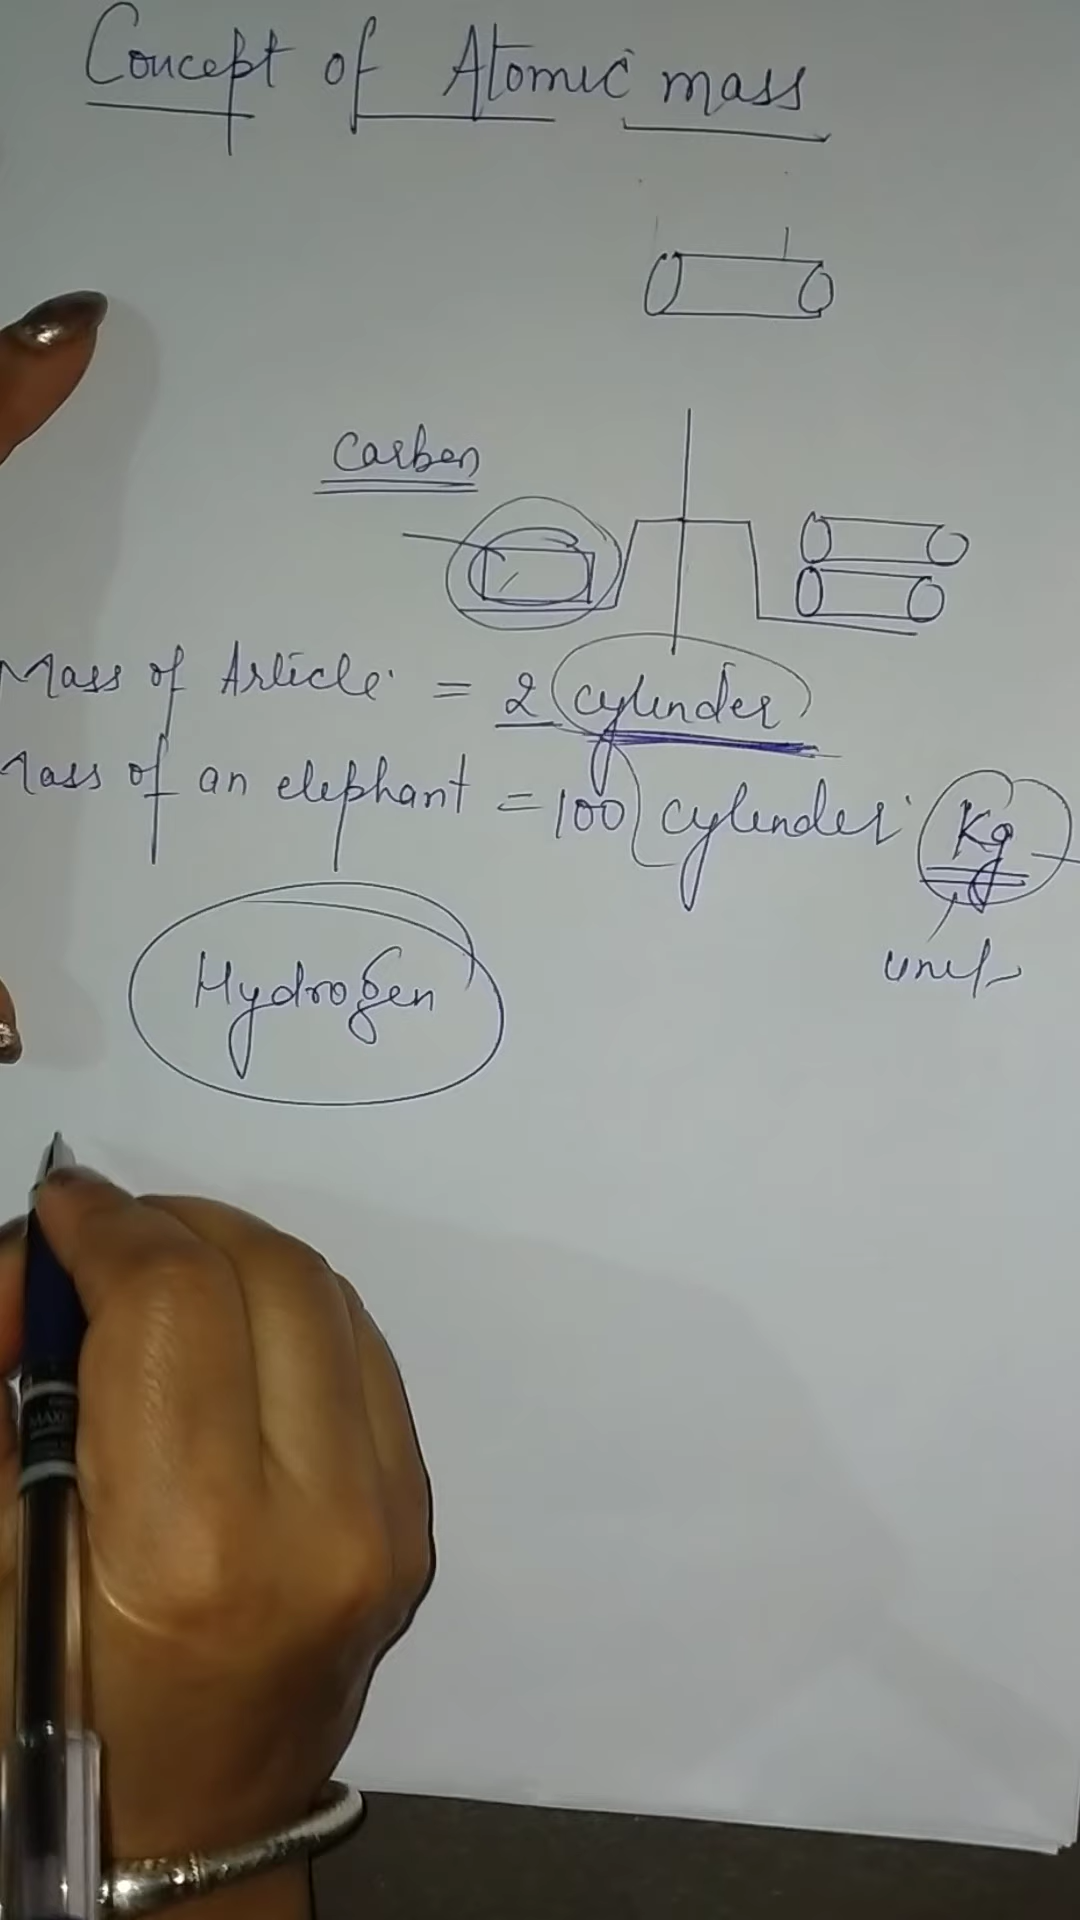 Concept of Atomic mass
Carbon
Mass of Article = 2 cylinder
Mass of an elephant = 100 cylinder Kg
unit
Hydrogen
MAX